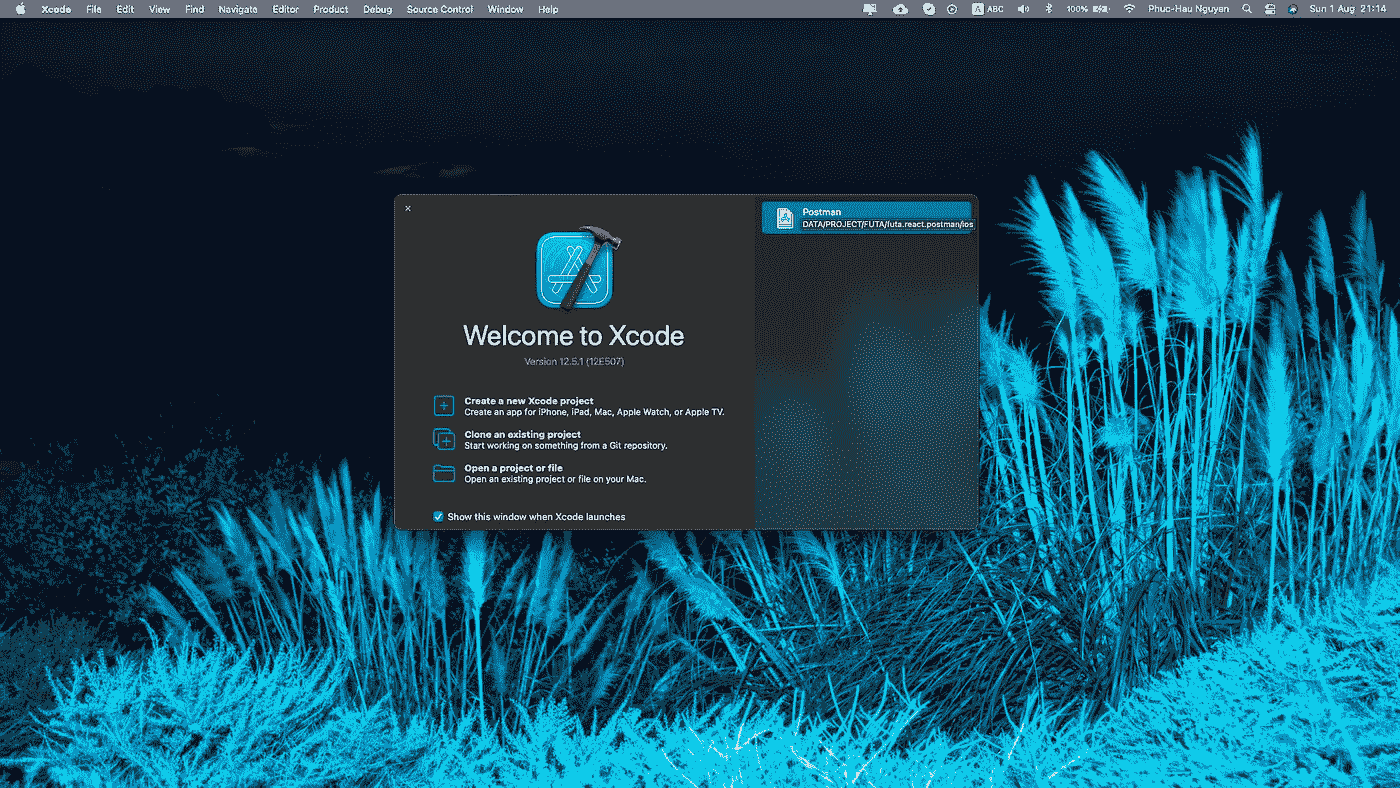 Xcode File Edit View Find Navigate Editor Product Debug Source Control Window Help A ABC 100% Phuc-Hau Nguyen Sun 1 Aug 21:14
Welcome to Xcode
Version 12.5.1 (12E507)
Create a new Xcode project
Create an app for iPhone, iPad, Mac, Apple Watch, or Apple TV.
Clone an existing project
Start working on something from a Git repository.
Open a project or file
Open an existing project or file on your Mac.
Show this window when Xcode launches
Postman
DATA/PROJECT/FUTA/futa.react.postman/ios